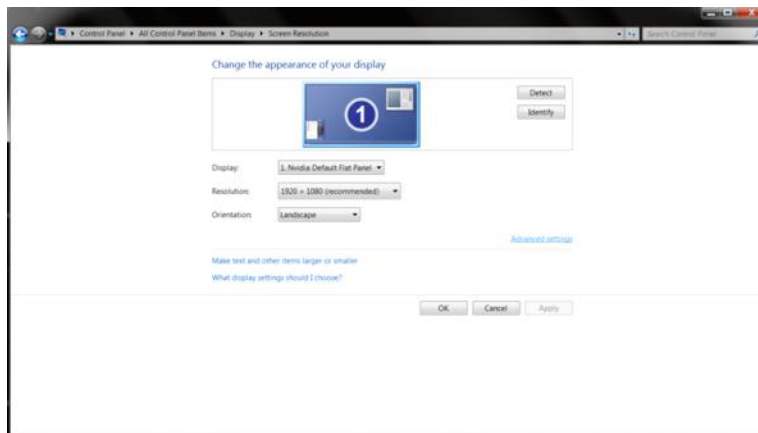 Control Panel ▸ All Control Panel Items ▸ Display ▸ Screen Resolution
Search Control Panel
Change the appearance of your display
1
Detect
Identify
Display: 1. Nvidia Default Flat Panel
Resolution: 1920 × 1080 (recommended)
Orientation: Landscape
Advanced settings
Make text and other items larger or smaller
What display settings should I choose?
OK Cancel Apply